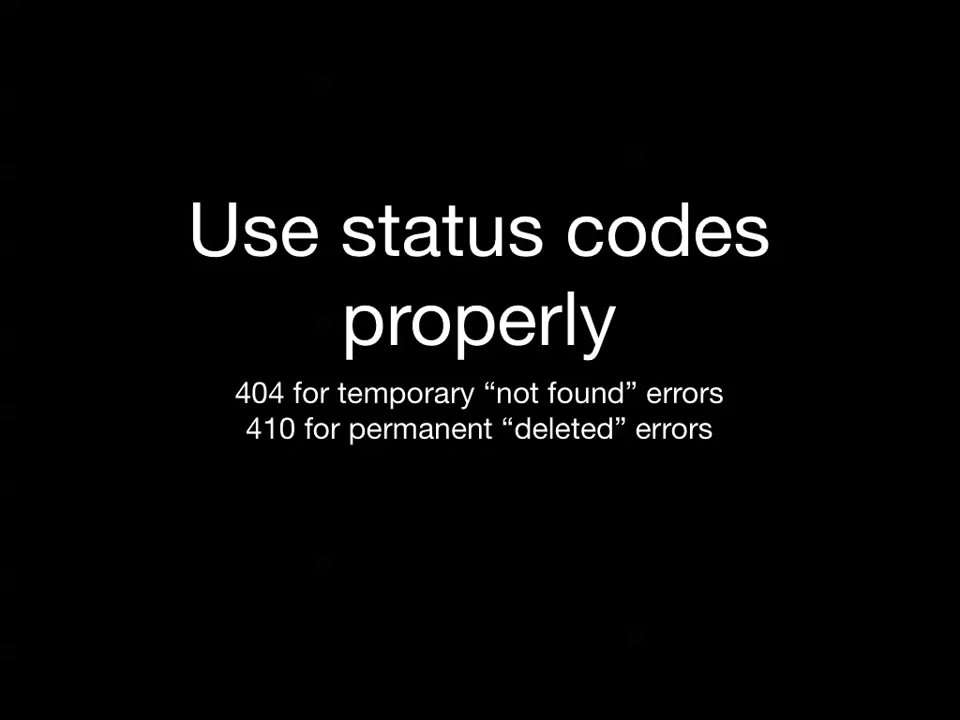 Use status codes
properly
404 for temporary “not found” errors
410 for permanent “deleted” errors